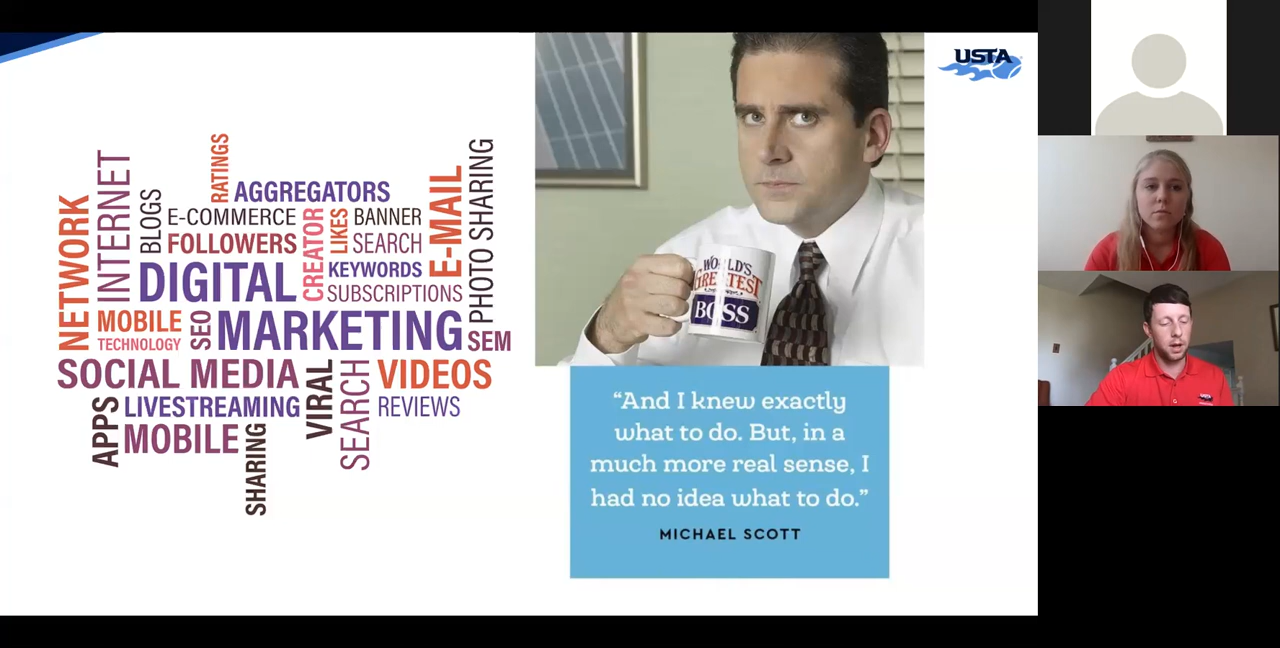 RATINGS
INTERNET
AGGREGATORS
E-MAIL
PHOTO SHARING
NETWORK
BLOGS
E-COMMERCE
CREATOR
LIKES
BANNER
FOLLOWERS
SEARCH
DIGITAL
KEYWORDS
SUBSCRIPTIONS
MOBILE
SEO
MARKETING
TECHNOLOGY
SEM
SOCIAL MEDIA
VIRAL
SEARCH
VIDEOS
APPS
LIVESTREAMING
REVIEWS
MOBILE
SHARING
WORLD'S
GREATEST
BOSS
“And I knew exactly
what to do. But, in a
much more real sense, I
had no idea what to do.”
MICHAEL SCOTT
USTA